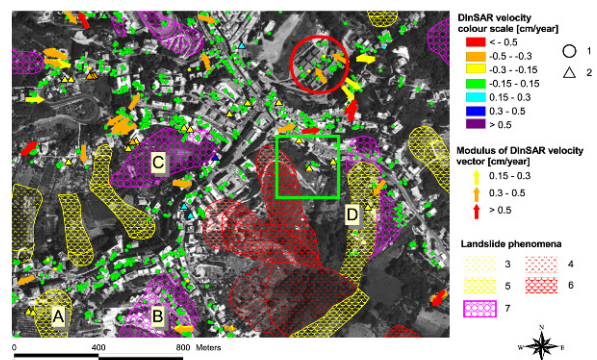 DInSAR velocity
colour scale [cm/year]
< - 0.5
-0.5 - -0.3
-0.3 - -0.15
-0.15 - 0.15
0.15 - 0.3
0.3 - 0.5
> 0.5
1
2
Modulus of DInSAR velocity
vector [cm/year]
0.15 - 0.3
0.3 - 0.5
> 0.5
Landslide phenomena
3
4
5
6
7
C
D
A
B
N
W
E
S
0
400
800
Meters